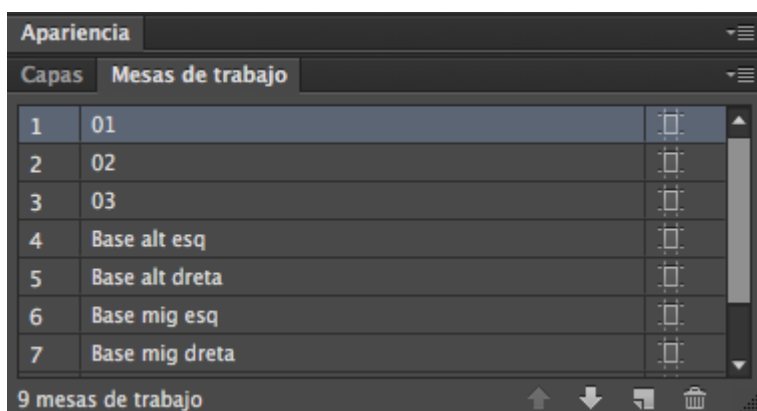 Apariencia
Capas Mesas de trabajo
1 01
2 02
3 03
4 Base alt esq
5 Base alt dreta
6 Base mig esq
7 Base mig dreta
9 mesas de trabajo